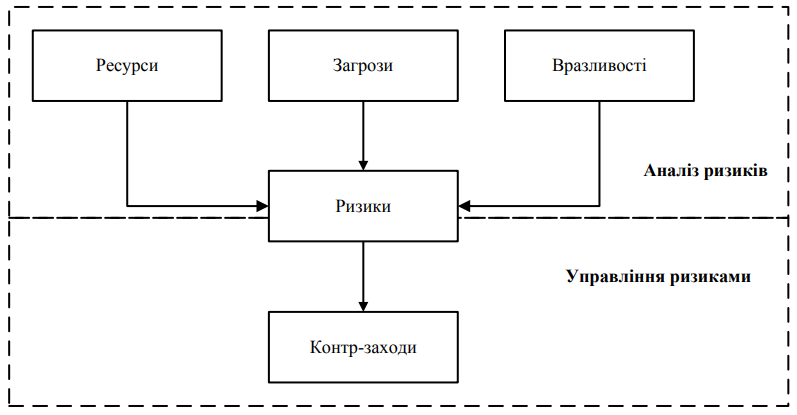 Ресурси
Загрози
Вразливості
Аналіз ризиків
Ризики
Управління ризиками
Контр-заходи